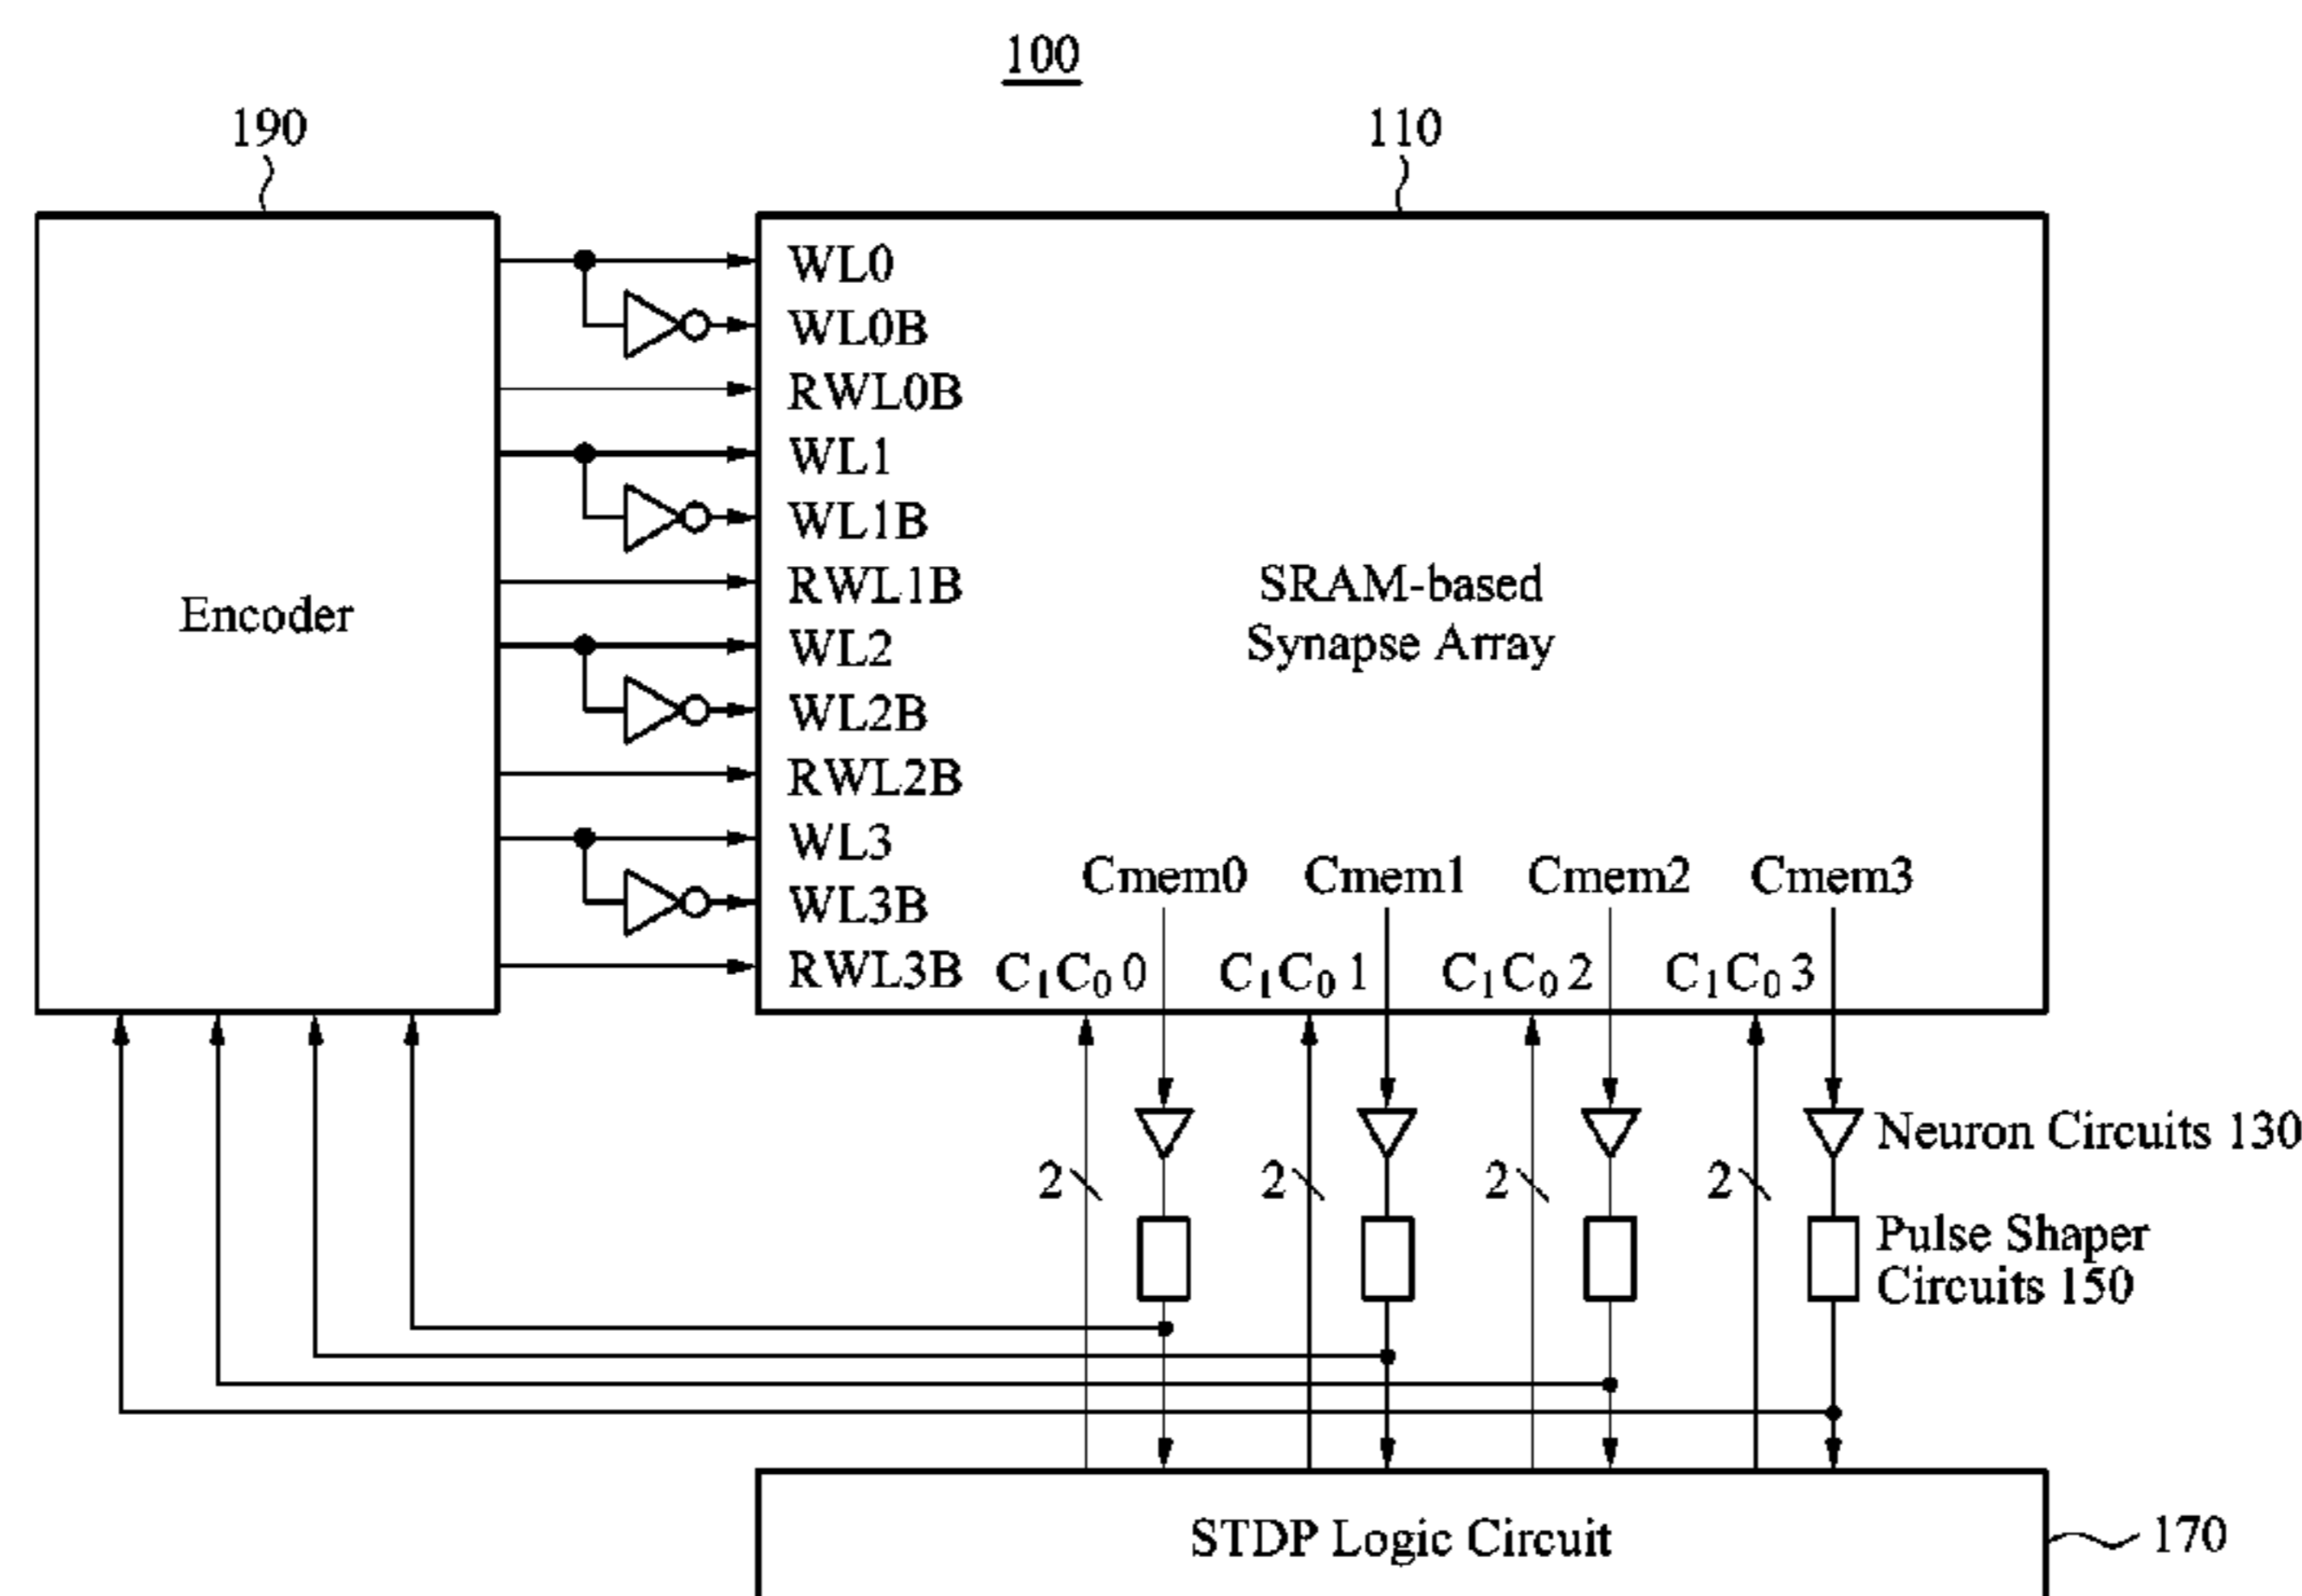 100
190
110
WL0
WL0B
RWL0B
WL1
WL1B
RWL1B
Encoder
SRAM-based
Synapse Array
WL2
WL2B
RWL2B
WL3
WL3B
RWL3B
Cmem0 Cmem1 Cmem2 Cmem3
C₁C₀ 0 C₁C₀ 1 C₁C₀ 2 C₁C₀ 3
Neuron Circuits 130
2 2 2 2
Pulse Shaper
Circuits 150
STDP Logic Circuit
170